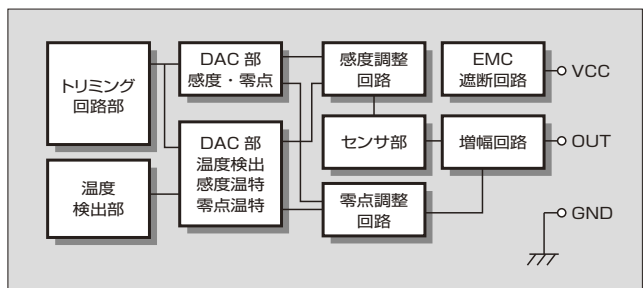 トリミング
回路部
DAC 部
感度・零点
感度調整
回路
EMC
遮断回路
VCC
DAC 部
温度検出
感度温特
零点温特
センサ部
増幅回路
OUT
温度
検出部
零点調整
回路
GND